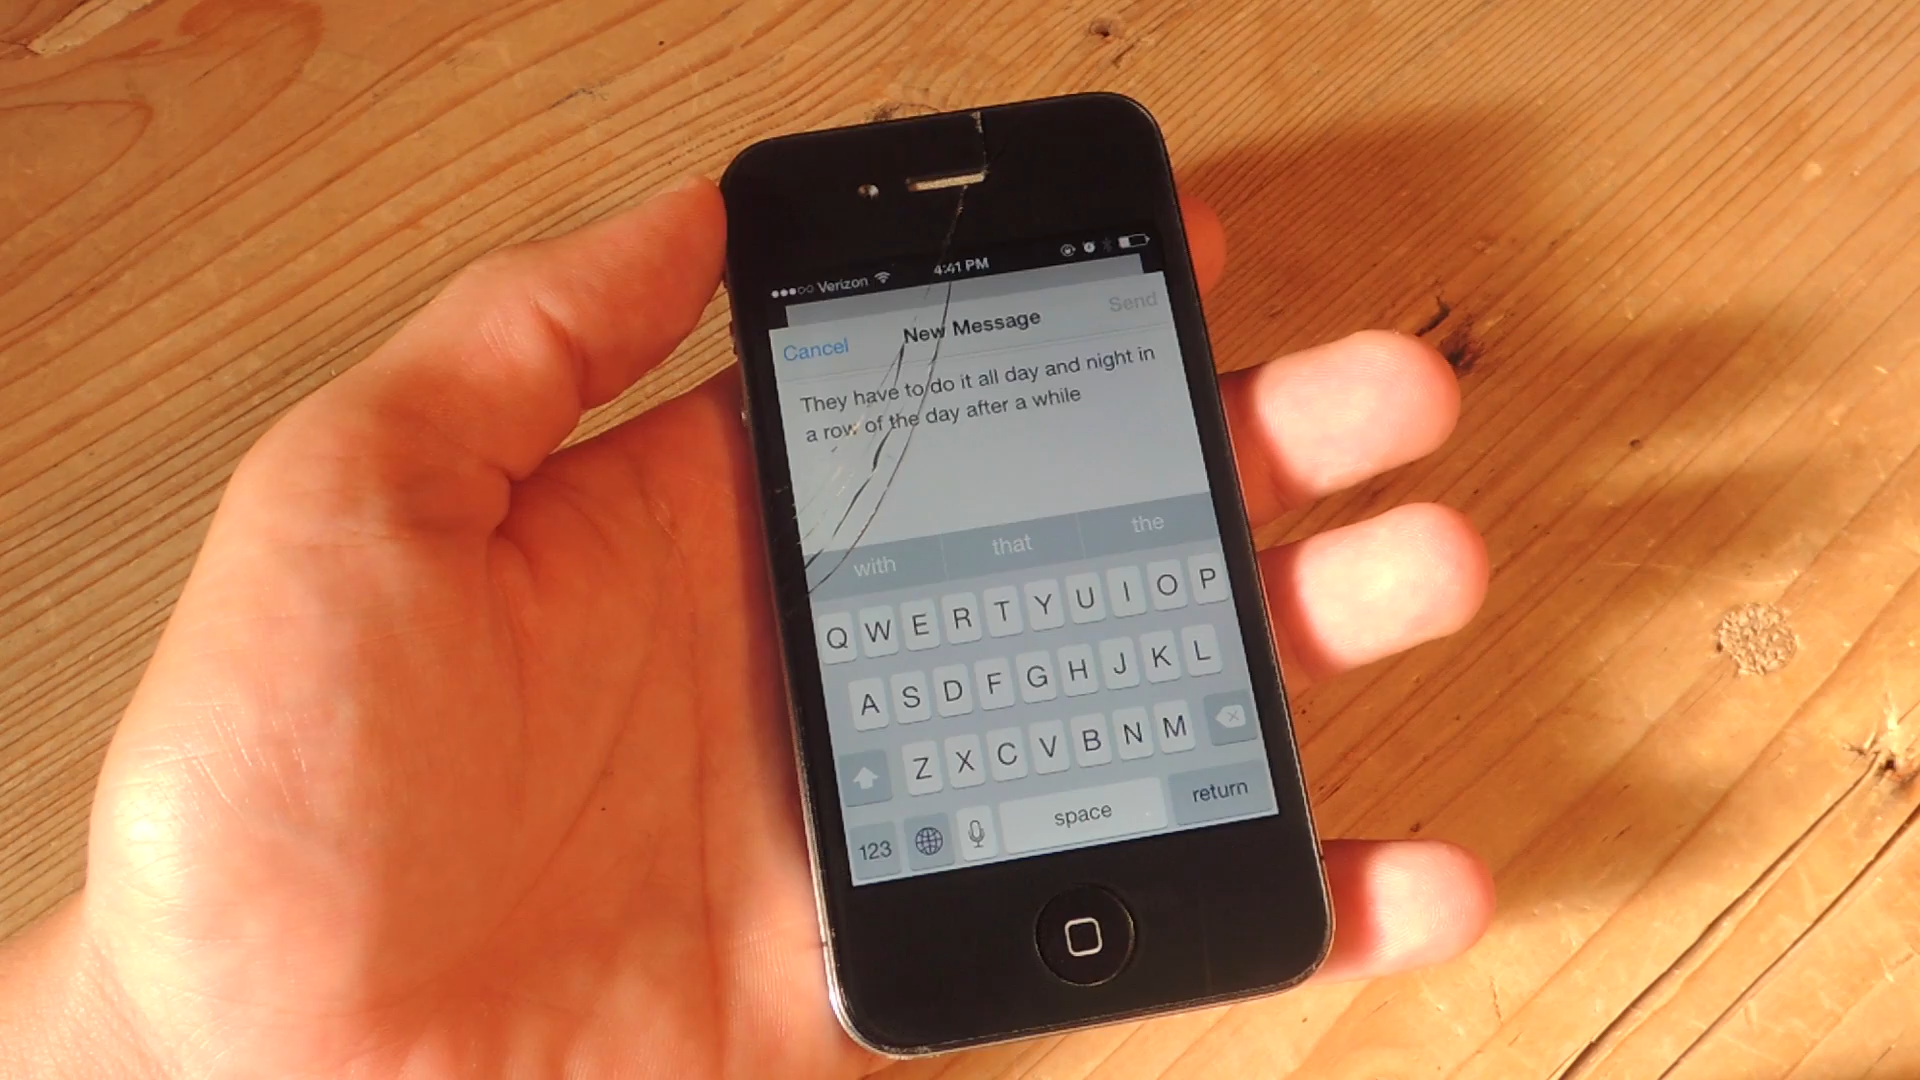 Verizon 4:41 PM
Cancel New Message Send
They have to do it all day and night in
a row of the day after a while
with that the
Q W E R T Y U I O P
A S D F G H J K L
Z X C V B N M
123 space return